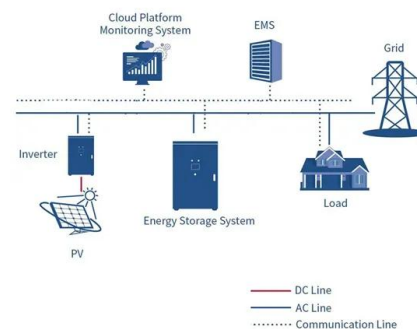 Cloud Platform
Monitoring System
EMS
Grid
Inverter
Energy Storage System
Load
PV
DC Line
AC Line
Communication Line